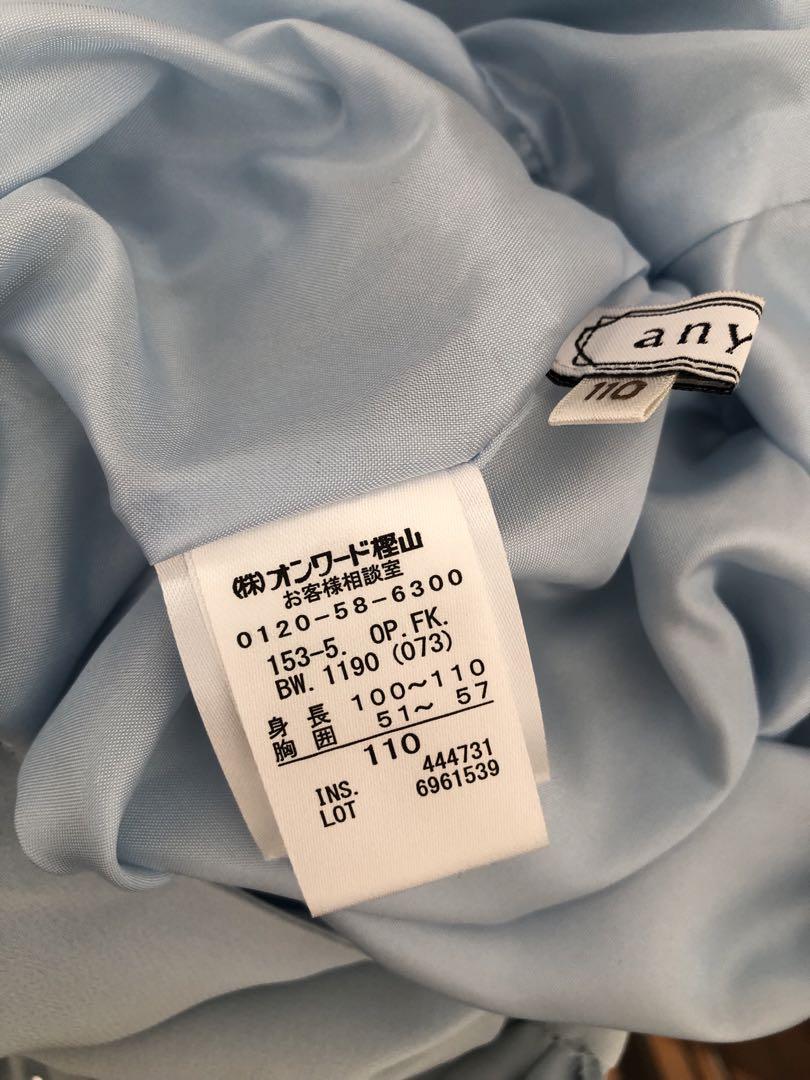 any
110
(株)オンワード樫山
お客様相談室
0120-58-6300
153-5. OP.FK.
BW. 1190 (073)
身長 100〜110
胸囲 51〜 57
110
INS. 444731
LOT 6961539